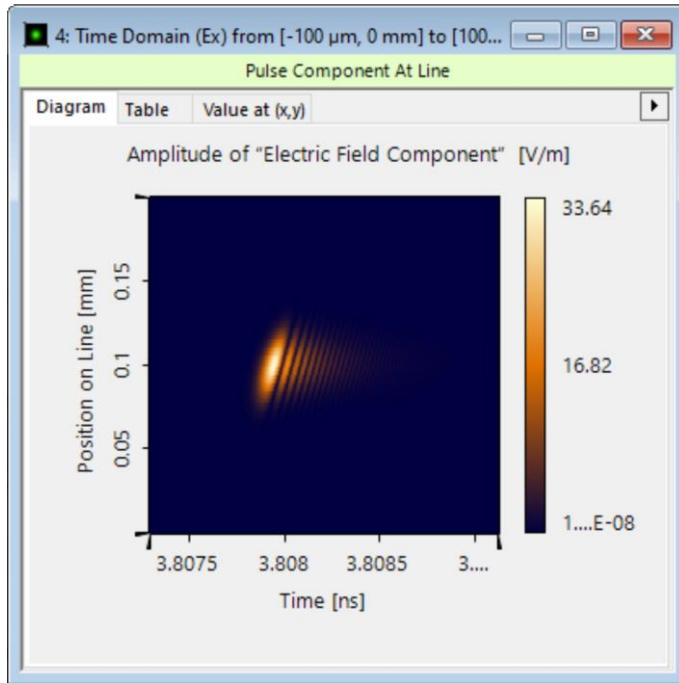 4: Time Domain (Ex) from [-100 µm, 0 mm] to [100...
Pulse Component At Line
Diagram Table Value at (x,y)
Amplitude of "Electric Field Component" [V/m]
33.64
16.82
1....E-08
Position on Line [mm]
0.15
0.1
0.05
3.8075 3.808 3.8085 3....
Time [ns]